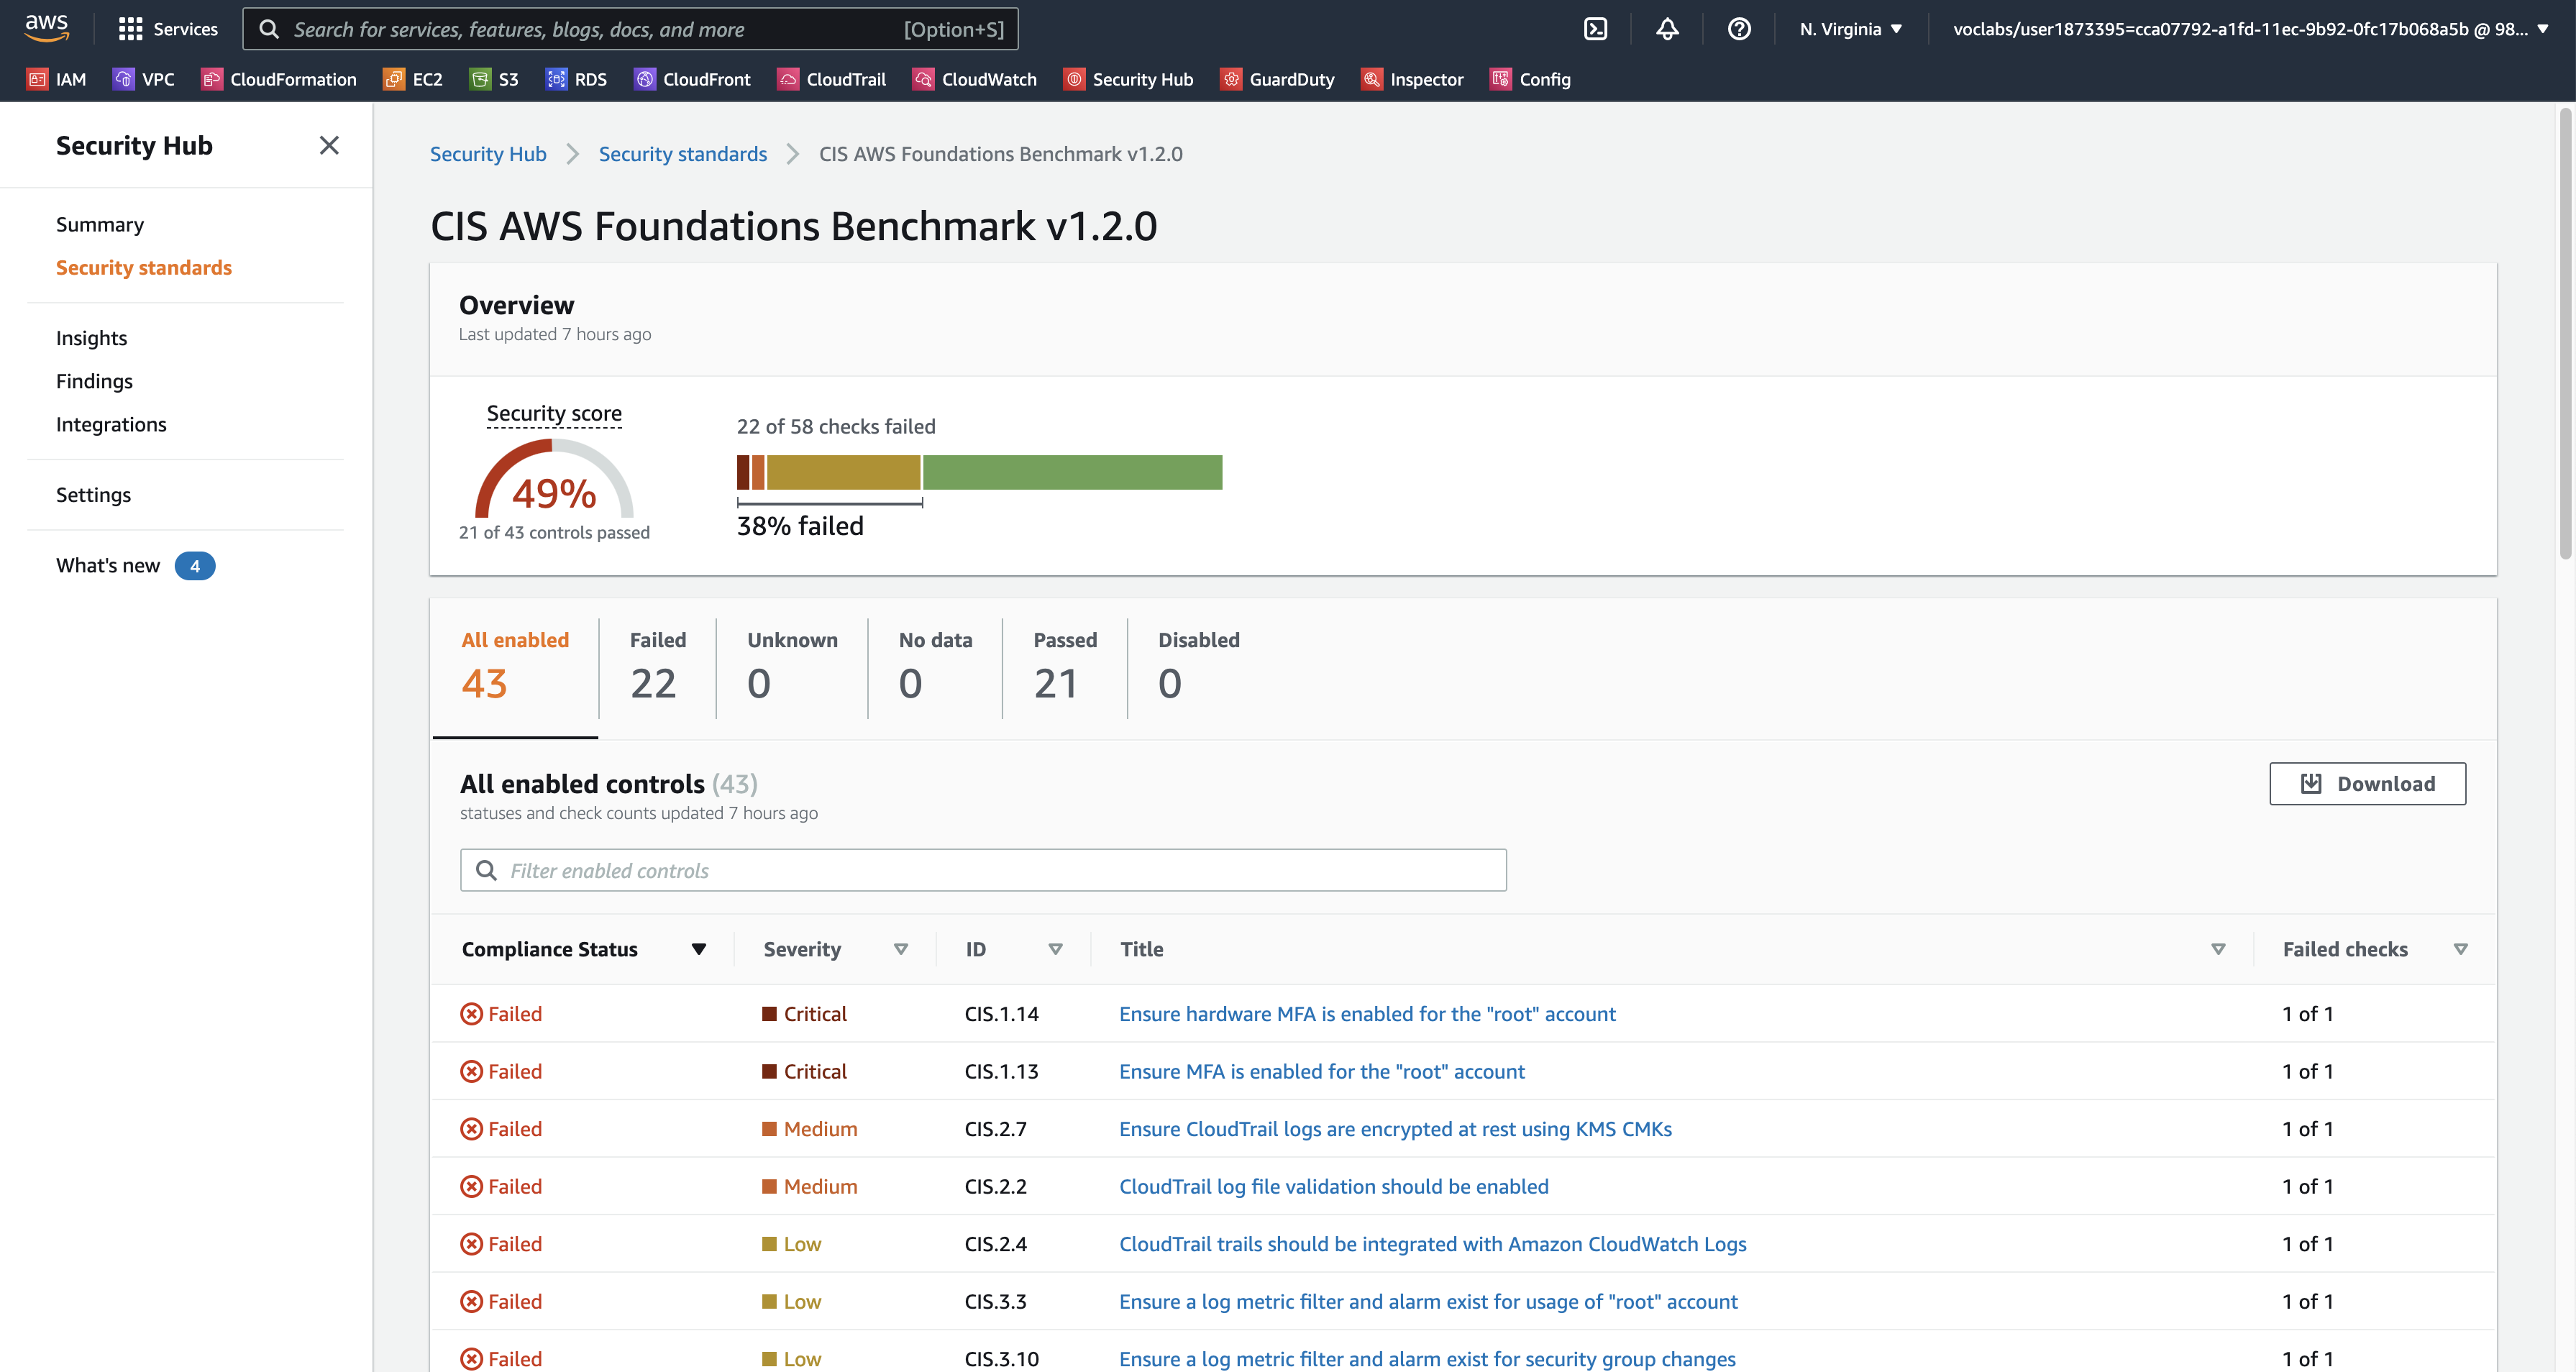 aws Services Search for services, features, blogs, docs, and more [Option+S] N. Virginia ▼ voclabs/user1873395=cca07792-a1fd-11ec-9b92-0fc17b068a5b @ 98... ▼
IAM VPC CloudFormation EC2 S3 RDS CloudFront CloudTrail CloudWatch Security Hub GuardDuty Inspector Config
Security Hub
Summary
Security standards
Insights
Findings
Integrations
Settings
What's new 4
Security Hub > Security standards > CIS AWS Foundations Benchmark v1.2.0
CIS AWS Foundations Benchmark v1.2.0
Overview
Last updated 7 hours ago
Security score
49%
21 of 43 controls passed
22 of 58 checks failed
38% failed
All enabled Failed Unknown No data Passed Disabled
43 22 0 0 21 0
All enabled controls (43)
statuses and check counts updated 7 hours ago
Download
Filter enabled controls
Compliance Status Severity ID Title Failed checks
Failed Critical CIS.1.14 Ensure hardware MFA is enabled for the "root" account 1 of 1
Failed Critical CIS.1.13 Ensure MFA is enabled for the "root" account 1 of 1
Failed Medium CIS.2.7 Ensure CloudTrail logs are encrypted at rest using KMS CMKs 1 of 1
Failed Medium CIS.2.2 CloudTrail log file validation should be enabled 1 of 1
Failed Low CIS.2.4 CloudTrail trails should be integrated with Amazon CloudWatch Logs 1 of 1
Failed Low CIS.3.3 Ensure a log metric filter and alarm exist for usage of "root" account 1 of 1
Failed Low CIS.3.10 Ensure a log metric filter and alarm exist for security group changes 1 of 1